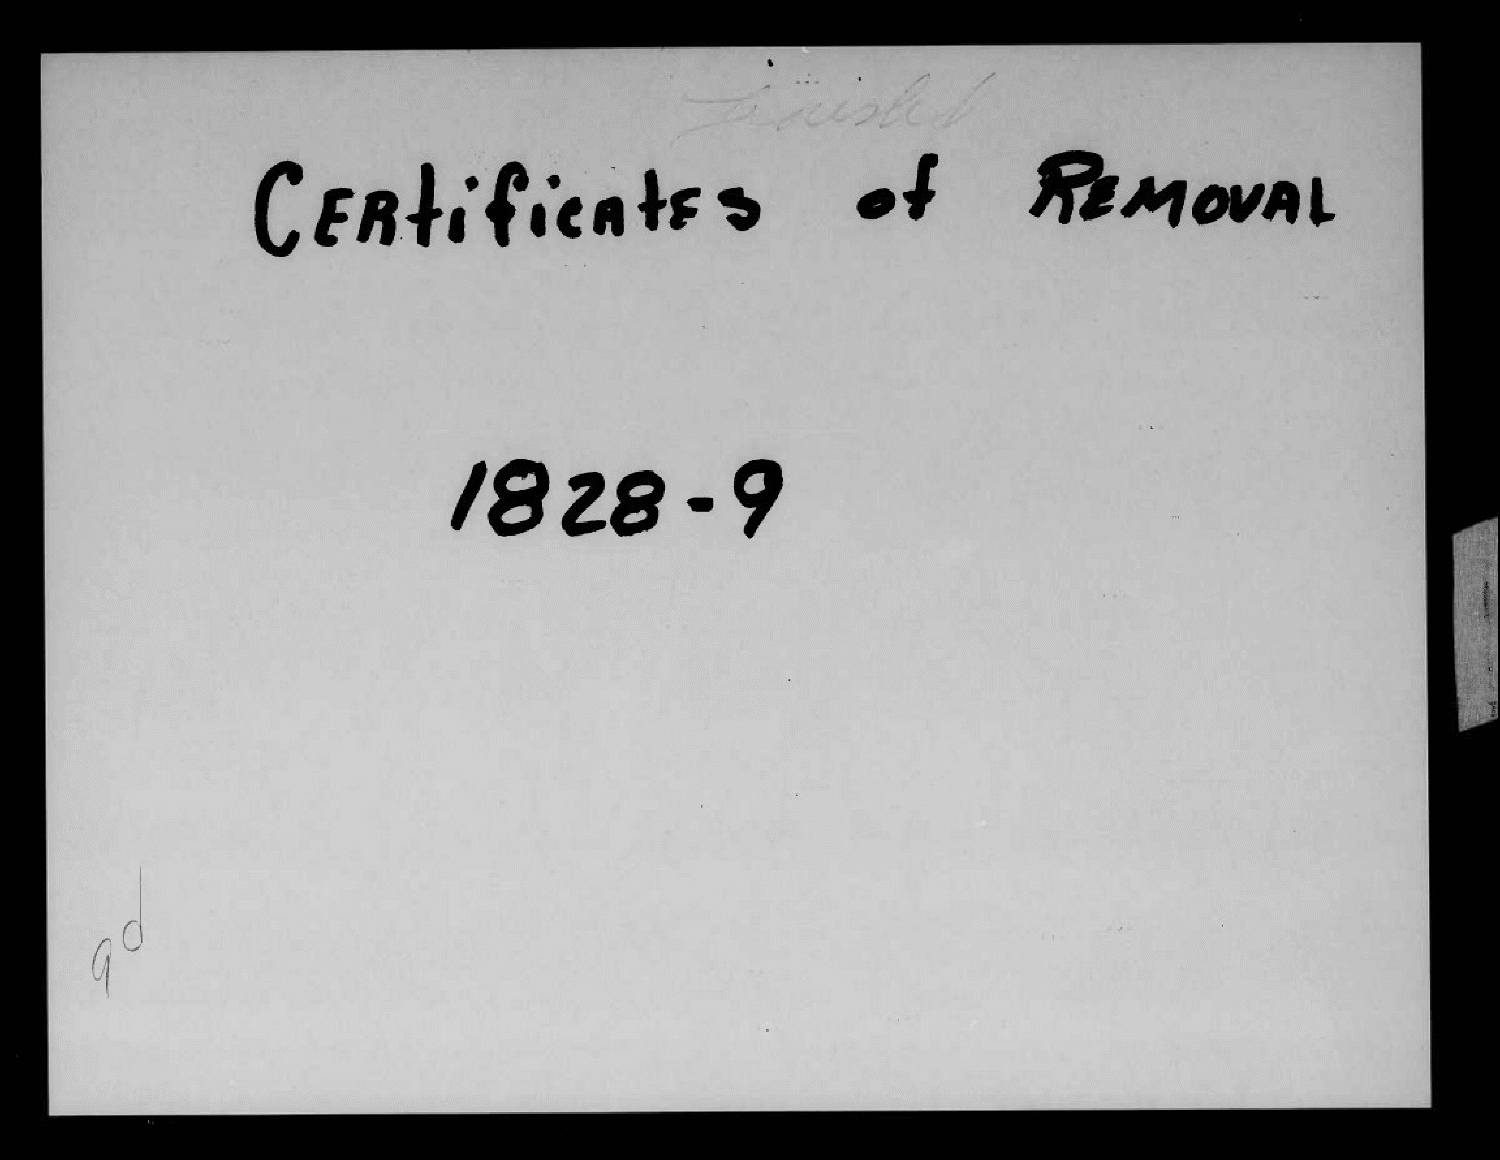 Certificates of Removal
1828-9
9d